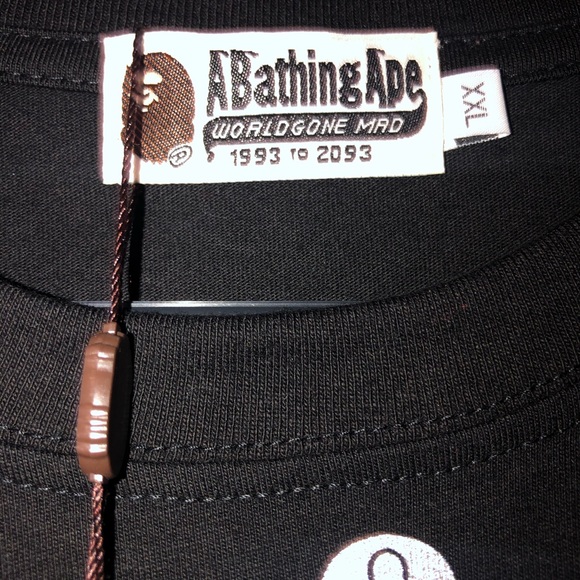 ABathingApe
WORLDGONE MAD
1993 TO 2093
®
XXL